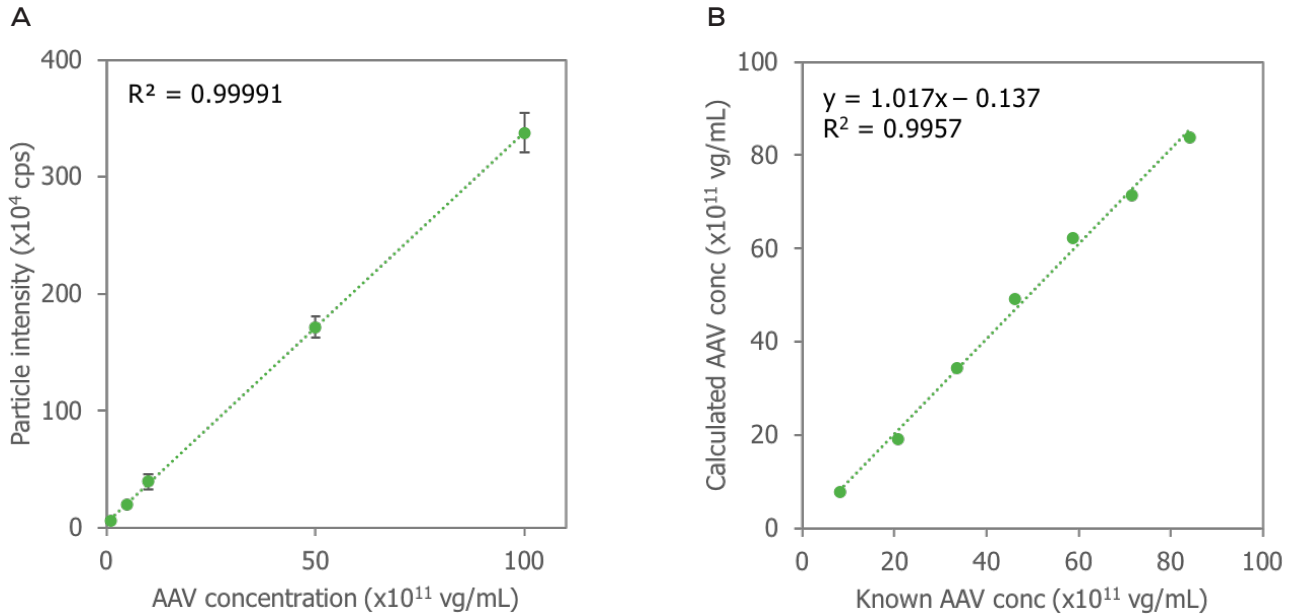 A
R² = 0.99991
Particle intensity (x10⁴ cps)
400
300
200
100
0
0 50 100
AAV concentration (x10¹¹ vg/mL)
B
y = 1.017x – 0.137
R² = 0.9957
Calculated AAV conc (x10¹¹ vg/mL)
100
80
60
40
20
0
0 20 40 60 80 100
Known AAV conc (x10¹¹ vg/mL)